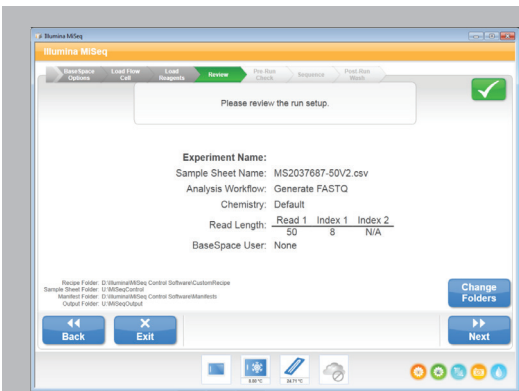 Illumina MiSeq
Illumina MiSeq
BaseSpace Options
Load Flow Cell
Load Reagents
Review
Pre Run Check
Sequence
Post Run Wash
Please review the run setup.
Experiment Name:
Sample Sheet Name: MS2037687-50V2.csv
Analysis Workflow: Generate FASTQ
Chemistry: Default
Read Length: Read 1 Index 1 Index 2
50 8 N/A
BaseSpace User: None
Recipe Folder: D:\Illumina\MiSeq Control Software\CustomRecipe
Sample Sheet Folder: U:\MiSeqControl
Manifest Folder: D:\Illumina\MiSeq Control Software\Manifests
Output Folder: U:\MiSeqOutput
Change
Folders
Back
Exit
Next